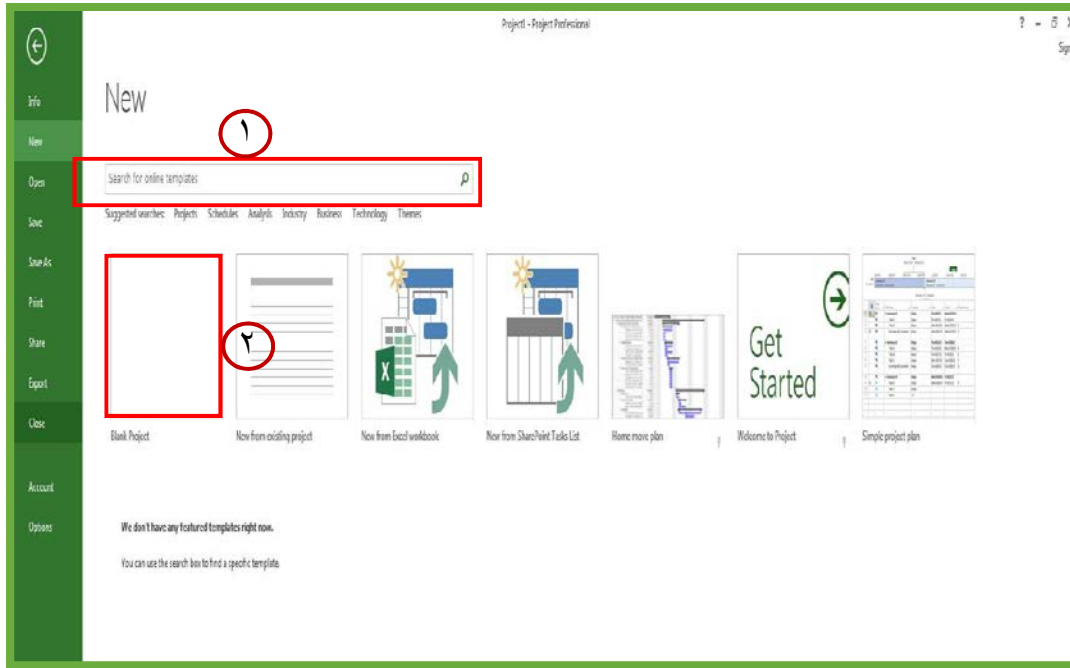 Project1 - Project Professional
? - 
Sign
Info
New
Open
Save
Save As
Print
Share
Export
Close
Account
Options
New
١
Search for online templates
Suggested searches: Projects Schedules Analysis Industry Business Technology Themes
٢
X
Get
Started
Blank Project New from existing project New from Excel workbook New from SharePoint Tasks List Home move plan Welcome to Project Simple project plan
We don't have any featured templates right now.
You can use the search box to find a specific template.